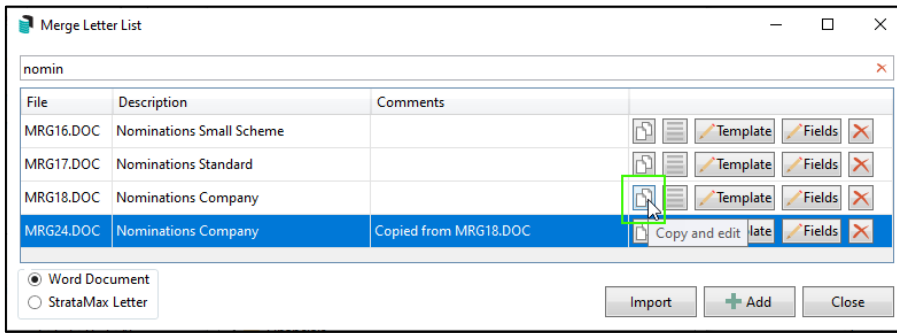 Merge Letter List
nomin
File Description Comments
MRG16.DOC Nominations Small Scheme Template Fields
MRG17.DOC Nominations Standard Template Fields
MRG18.DOC Nominations Company Template Fields
MRG24.DOC Nominations Company Copied from MRG18.DOC late Fields
Copy and edit
Word Document
StrataMax Letter
Import Add Close